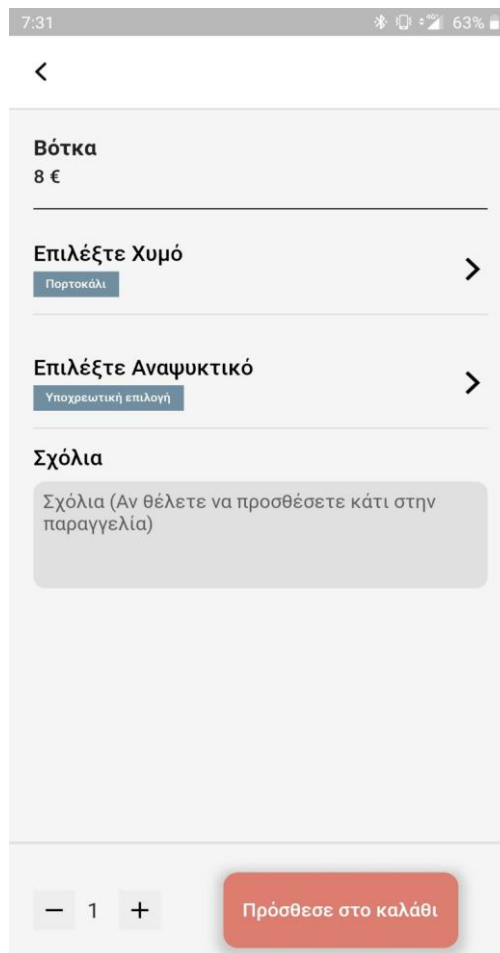 7:31 63%
Βότκα
8 €
Επιλέξτε Χυμό
Πορτοκάλι
Επιλέξτε Αναψυκτικό
Υποχρεωτική επιλογή
Σχόλια
Σχόλια (Αν θέλετε να προσθέσετε κάτι στην
παραγγελία)
1 Πρόσθεσε στο καλάθι